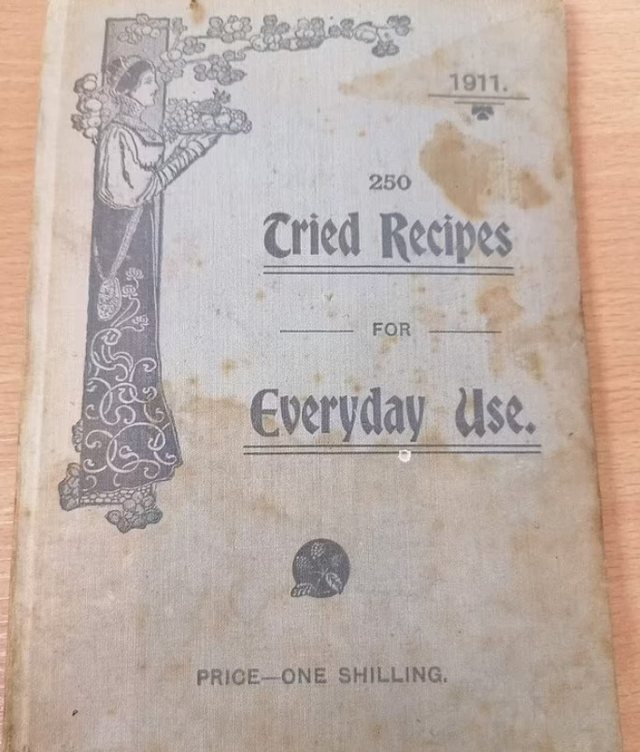 1911.
250
Tried Recipes
FOR
Everyday Use.
PRICE—ONE SHILLING.